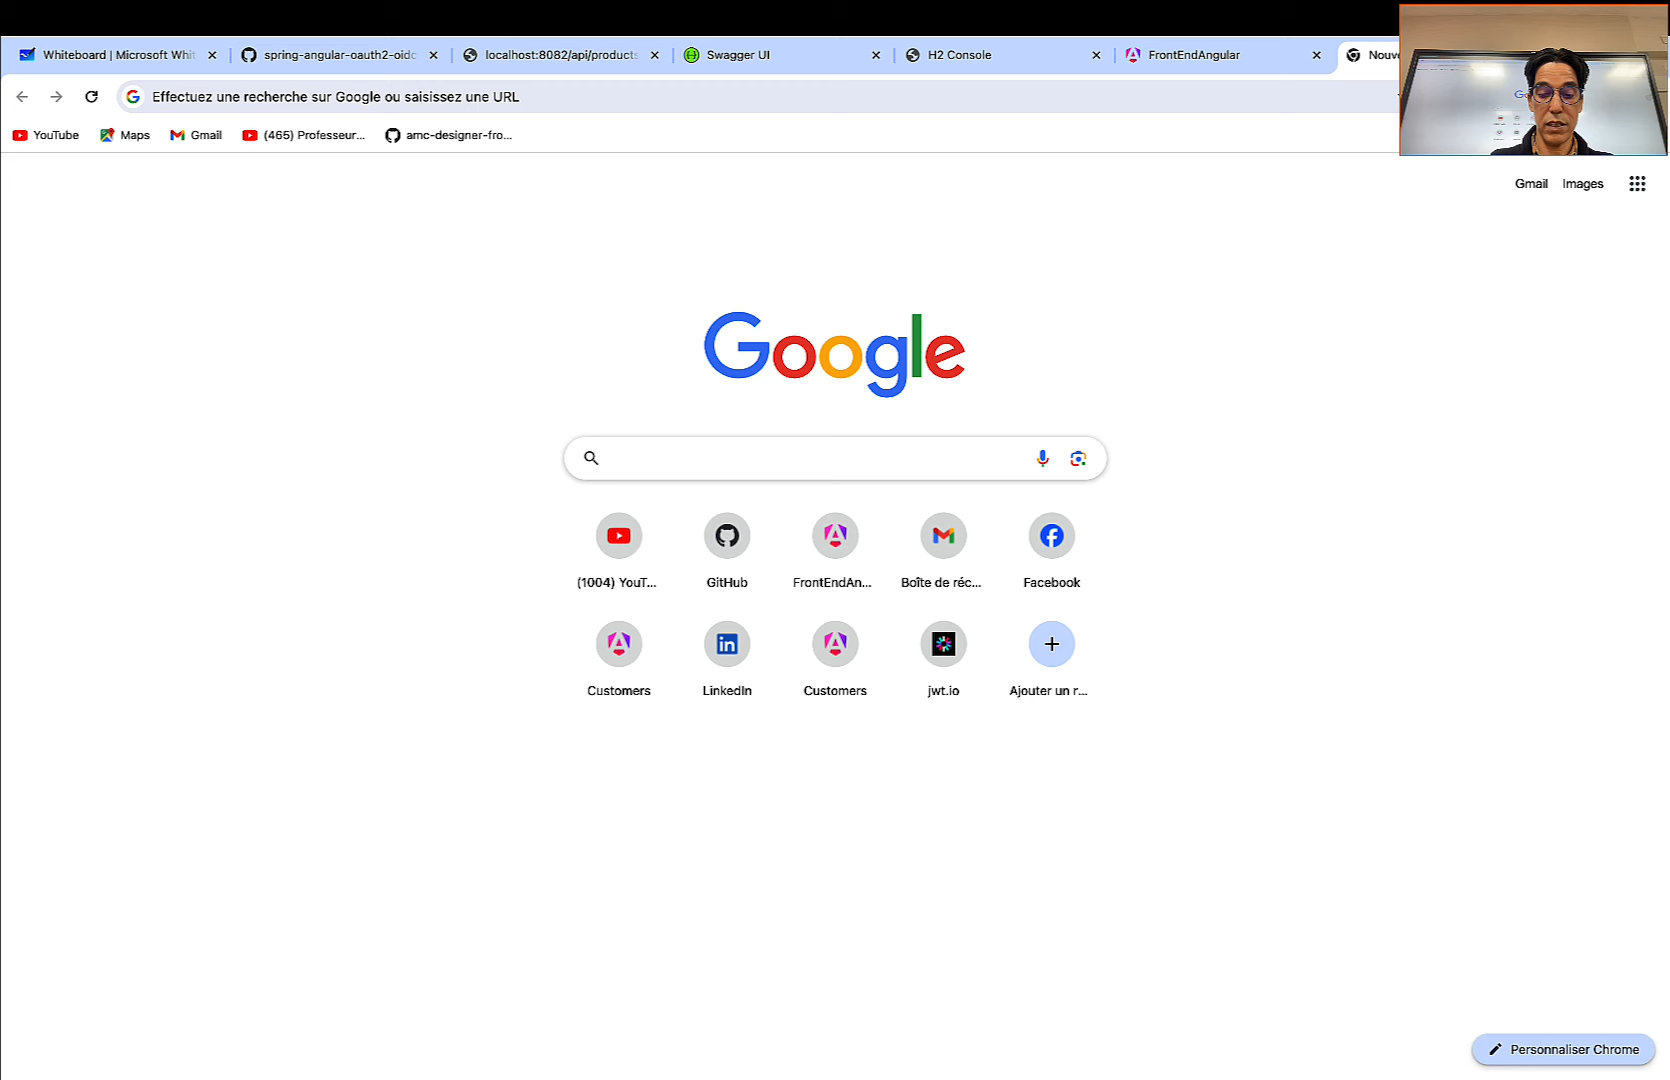 Whiteboard | Microsoft Whit
spring-angular-oauth2-oidc
localhost:8082/api/products
Swagger UI
H2 Console
FrontEndAngular
Nouv
Effectuez une recherche sur Google ou saisissez une URL
YouTube
Maps
Gmail
(465) Professeur...
amc-designer-fro...
Gmail
Images
Google
(1004) YouT...
GitHub
FrontEndAn...
Boîte de réc...
Facebook
Customers
LinkedIn
Customers
jwt.io
Ajouter un r...
Personnaliser Chrome